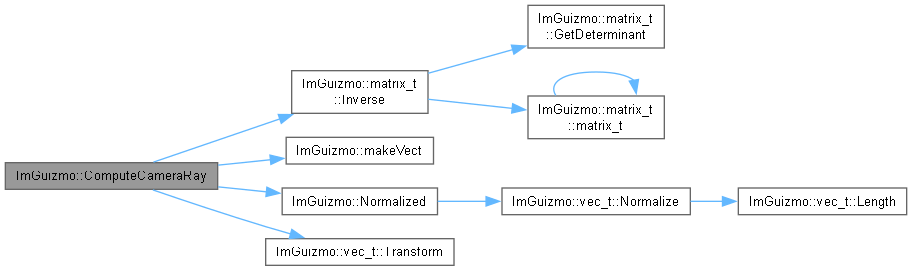 ImGuizmo::matrix_t
::GetDeterminant
ImGuizmo::matrix_t
::Inverse
ImGuizmo::matrix_t
::matrix_t
ImGuizmo::makeVect
ImGuizmo::ComputeCameraRay
ImGuizmo::Normalized
ImGuizmo::vec_t::Normalize
ImGuizmo::vec_t::Length
ImGuizmo::vec_t::Transform